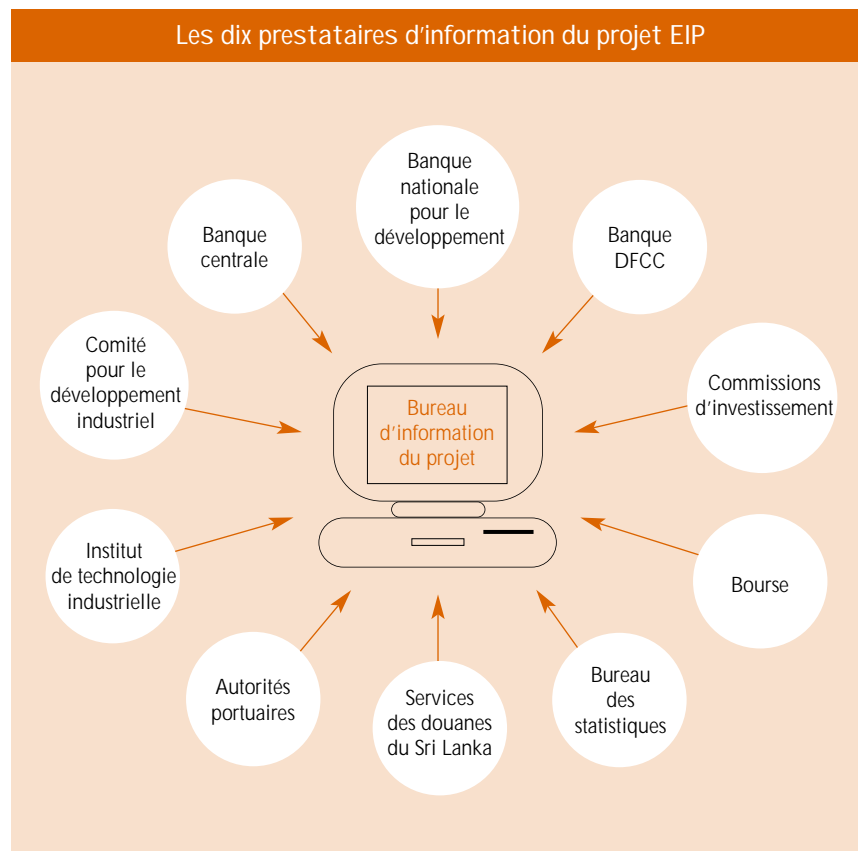 Les dix prestataires d'information du projet EIP
Banque
nationale
pour le
développement
Banque
centrale
Banque
DFCC
Comité
pour le
développement
industriel
Commissions
d'investissement
Bureau
d'information
du projet
Institut
de technologie
industrielle
Bourse
Autorités
portuaires
Services
des douanes
du Sri Lanka
Bureau
des
statistiques